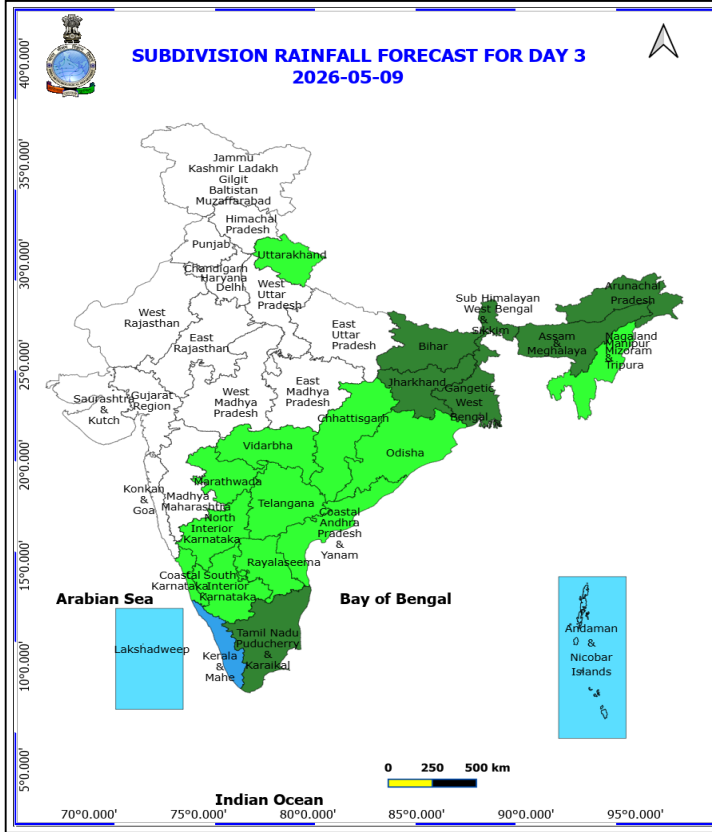 SUBDIVISION RAINFALL FORECAST FOR DAY 3
2026-05-09
40°0.000'
35°0.000'
30°0.000'
25°0.000'
20°0.000'
15°0.000'
10°0.000'
5°0.000'
Jammu
Kashmir Ladakh
Gilgit
Baltistan
Muzaffarabad
Himachal
Pradesh
Punjab
Uttarakhand
Chandigarh
Haryana
Delhi
West
Uttar
Pradesh
West
Rajasthan
East
Rajasthan
East
Uttar
Pradesh
Sub Himalayan
West Bengal
&
Sikkim
Arunachal
Pradesh
Assam
&
Meghalaya
Nagaland
Manipur
Mizoram
&
Tripura
Bihar
Jharkhand
Gangetic
West
Bengal
Saurashtra
&
Kutch
Gujarat
Region
West
Madhya
Pradesh
East
Madhya
Pradesh
Chhattisgarh
Odisha
Vidarbha
Konkan
&
Goa
Madhya
Maharashtra
Marathwada
Telangana
North
Interior
Karnataka
Coastal
Andhra
Pradesh
&
Yanam
Rayalaseema
Coastal
Karnataka
South
Interior
Karnataka
Arabian Sea
Bay of Bengal
Lakshadweep
Kerala
&
Mahe
Tamil Nadu
Puducherry
&
Karaikal
Andaman
&
Nicobar
Islands
0 250 500 km
Indian Ocean
70°0.000' 75°0.000' 80°0.000' 85°0.000' 90°0.000' 95°0.000'